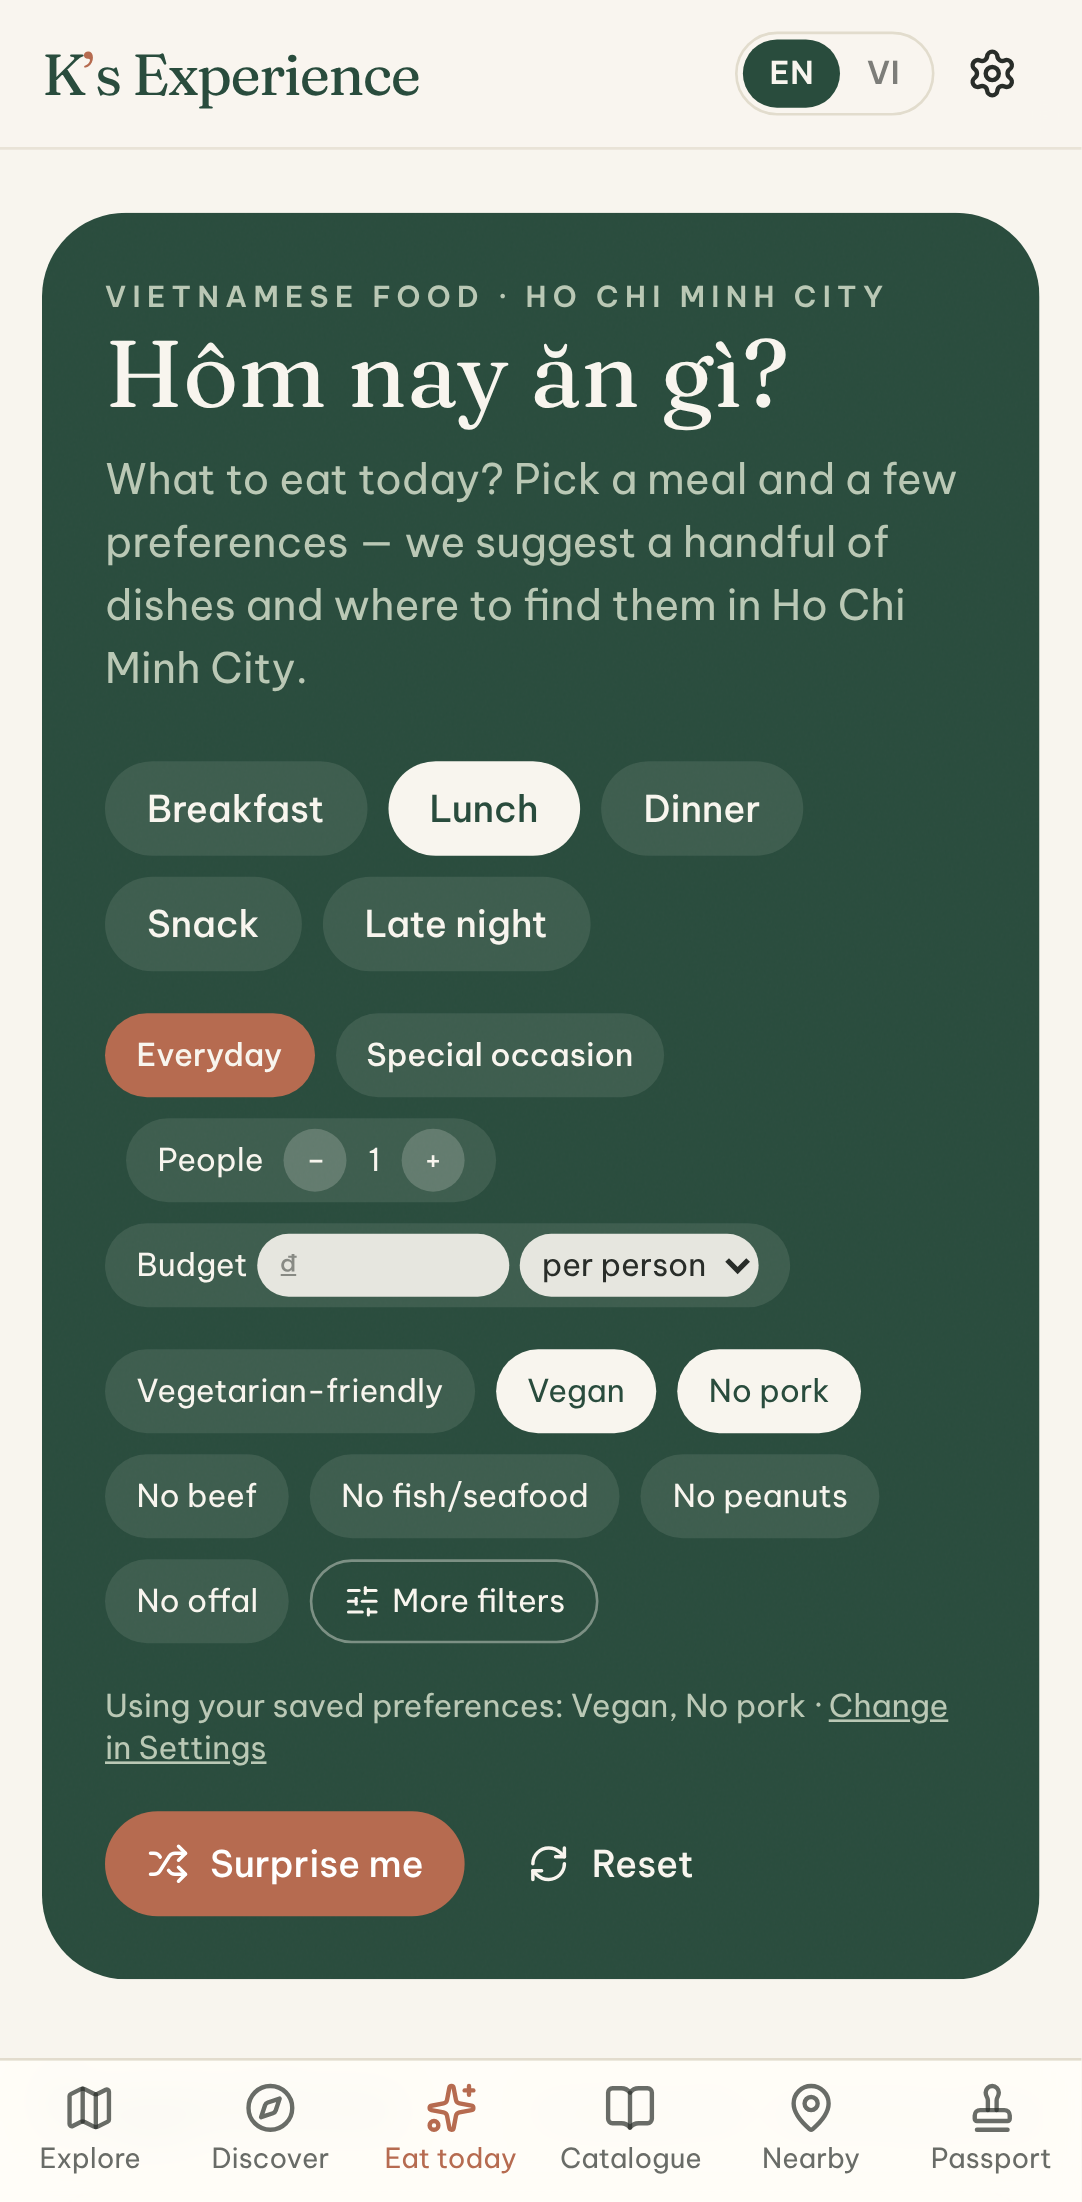 K's Experience
EN VI
VIETNAMESE FOOD · HO CHI MINH CITY
Hôm nay ăn gì?
What to eat today? Pick a meal and a few
preferences — we suggest a handful of
dishes and where to find them in Ho Chi
Minh City.
Breakfast Lunch Dinner
Snack Late night
Everyday Special occasion
People − 1 +
Budget ₫ per person
Vegetarian-friendly Vegan No pork
No beef No fish/seafood No peanuts
No offal More filters
Using your saved preferences: Vegan, No pork · Change
in Settings
Surprise me Reset
Explore Discover Eat today Catalogue Nearby Passport